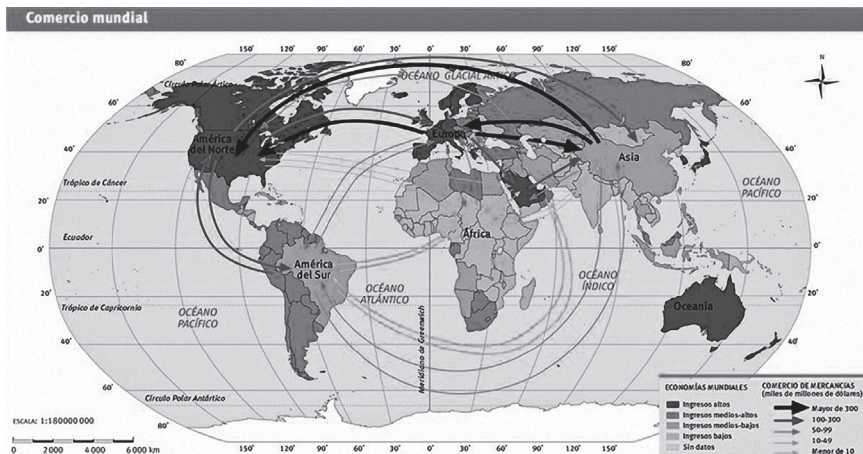 Comercio mundial
150° 120° 90° 60° 30° 0° 30° 60° 90° 120° 150°
80° 80°
OCÉANO GLACIAL ÁRTICO
N
Círculo Polar Ártico
60° 60°
América
del Norte
Europa
Asia
40° 40°
Trópico de Cáncer
OCÉANO
PACÍFICO
20° 20°
África
Ecuador
0° 0°
América
del Sur
OCÉANO
ATLÁNTICO
OCÉANO
ÍNDICO
Oceanía
20° 20°
Trópico de Capricornio
OCÉANO
PACÍFICO
Meridiano de Greenwich
40° 40°
60°
Círculo Polar Antártico
ESCALA: 1:180000000
0 2000 4000 6000 km
150° 120° 90° 60° 30° 0° 30° 60° 90° 120° 150°
ECONOMÍAS MUNDIALES
Ingresos altos
Ingresos medios-altos
Ingresos medios-bajos
Ingresos bajos
Sin datos
COMERCIO DE MERCANCÍAS
(miles de millones de dólares)
Mayor de 300
100-300
50-99
10-49
Menor de 10